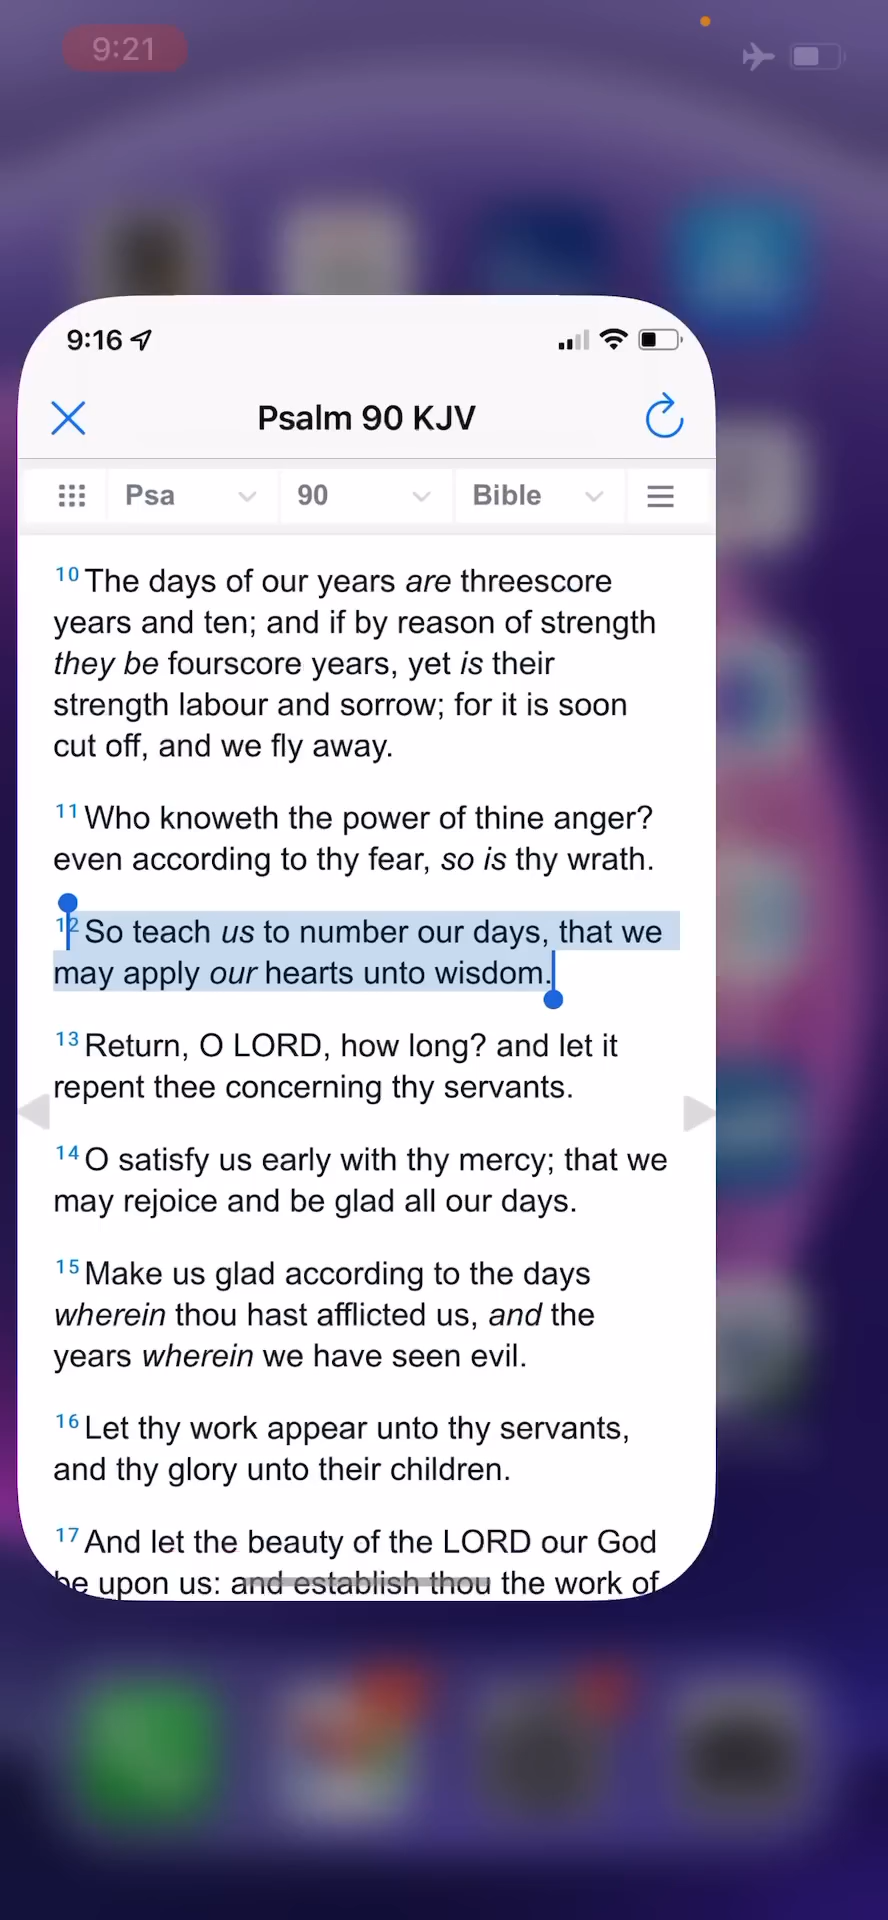 9:21
9:16
Psalm 90 KJV
Psa 90 Bible
10 The days of our years are threescore
years and ten; and if by reason of strength
they be fourscore years, yet is their
strength labour and sorrow; for it is soon
cut off, and we fly away.
11 Who knoweth the power of thine anger?
even according to thy fear, so is thy wrath.
12 So teach us to number our days, that we
may apply our hearts unto wisdom.
13 Return, O LORD, how long? and let it
repent thee concerning thy servants.
14 O satisfy us early with thy mercy; that we
may rejoice and be glad all our days.
15 Make us glad according to the days
wherein thou hast afflicted us, and the
years wherein we have seen evil.
16 Let thy work appear unto thy servants,
and thy glory unto their children.
17 And let the beauty of the LORD our God
be upon us: and establish thou the work of